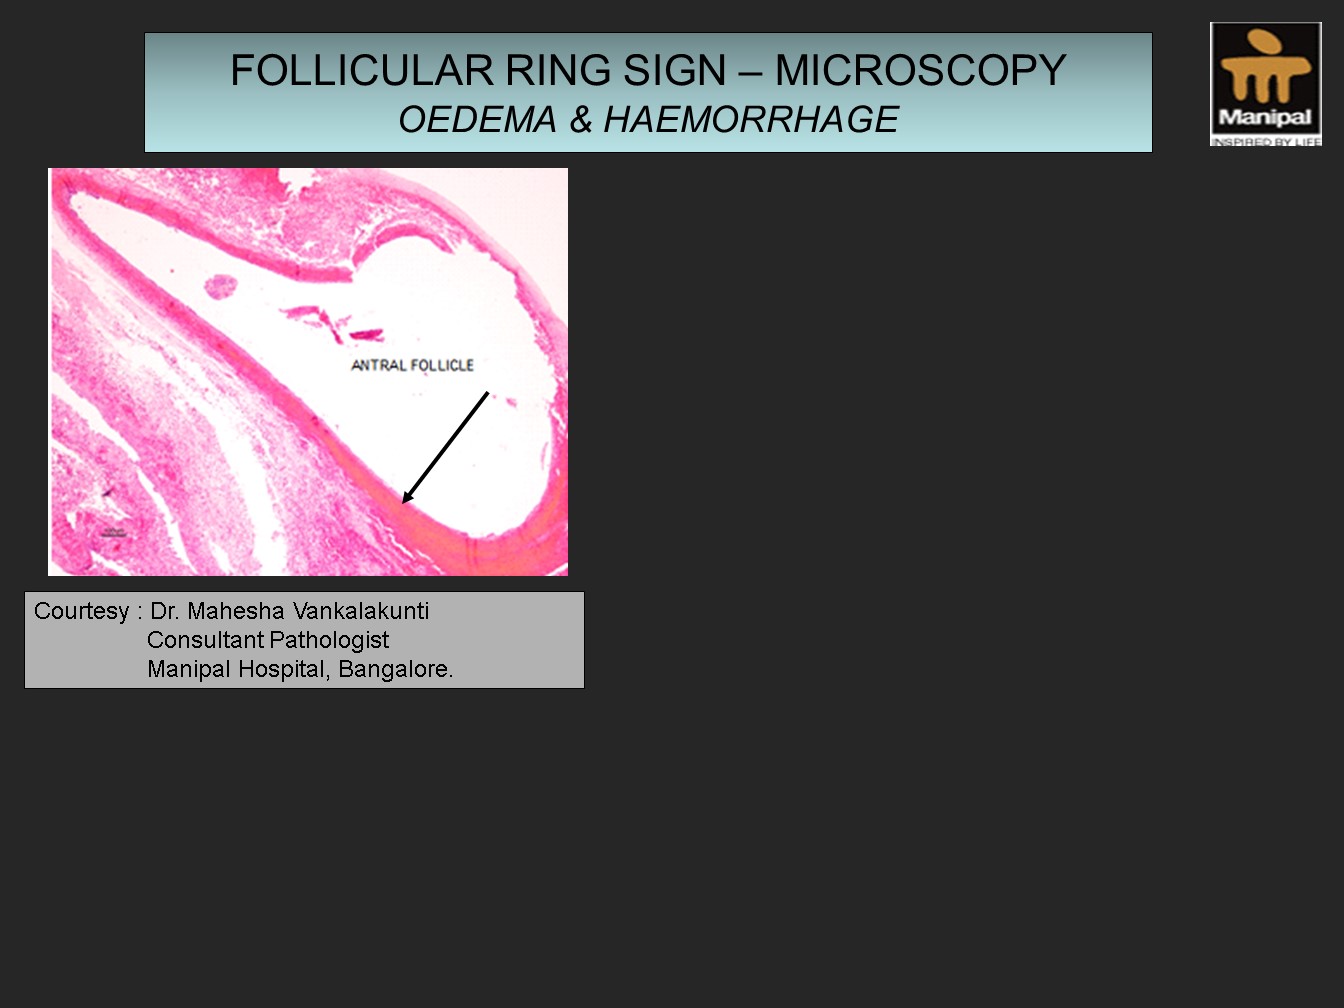 FOLLICULAR RING SIGN – MICROSCOPY
OEDEMA & HAEMORRHAGE
Manipal
INSPIRED BY LIFE
ANTRAL FOLLICLE
Courtesy : Dr. Mahesha Vankalakunti
Consultant Pathologist
Manipal Hospital, Bangalore.